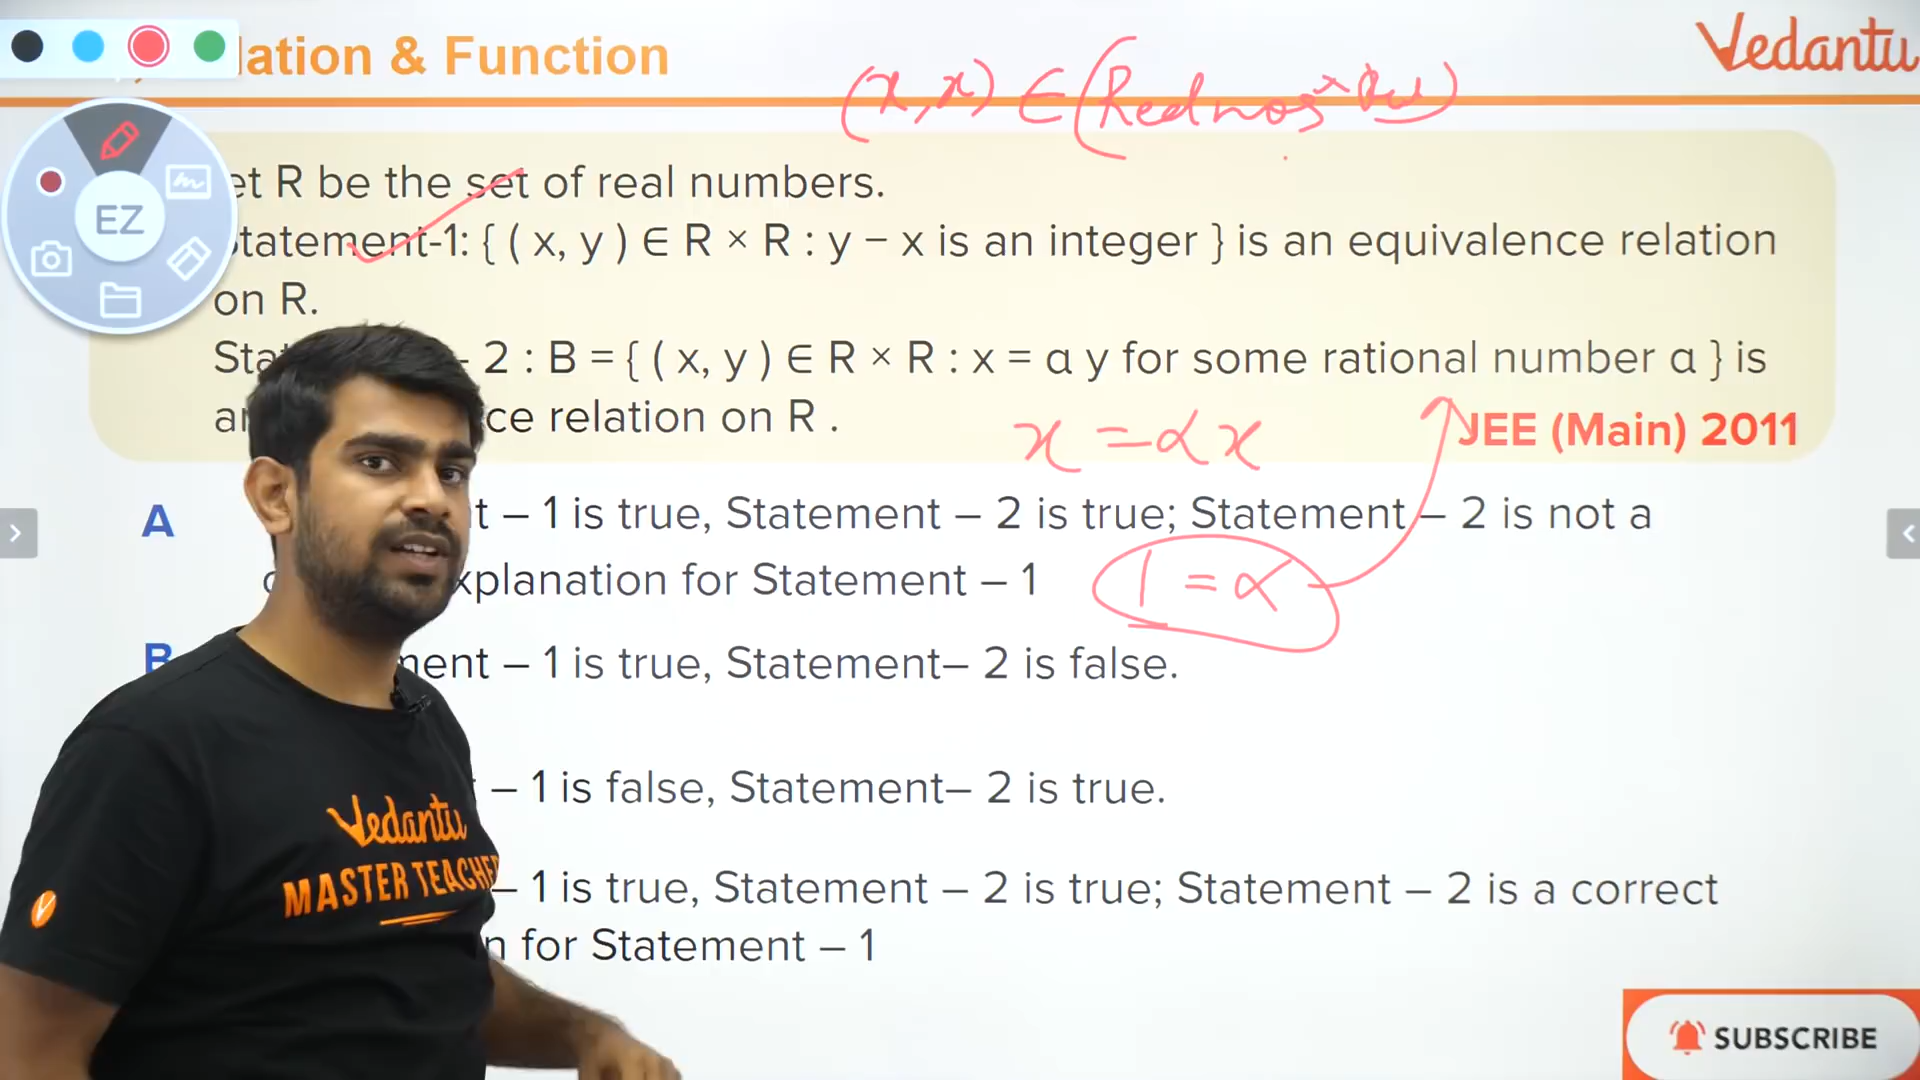 lation & Function
Vedantu
(x, x) ∈ (
et R be the set of real numbers.
tatement-1: { ( x, y ) ∈ R × R : y − x is an integer } is an equivalence relation
on R.
Sta - 2 : B = { ( x, y ) ∈ R × R : x = α y for some rational number α } is
ce relation on R .
x = αx
JEE (Main) 2011
A
t – 1 is true, Statement – 2 is true; Statement – 2 is not a
xplanation for Statement – 1
1 = α
B
ment – 1 is true, Statement– 2 is false.
– 1 is false, Statement– 2 is true.
– 1 is true, Statement – 2 is true; Statement – 2 is a correct
n for Statement – 1
EZ
Vedantu
MASTER TEACHE
SUBSCRIBE